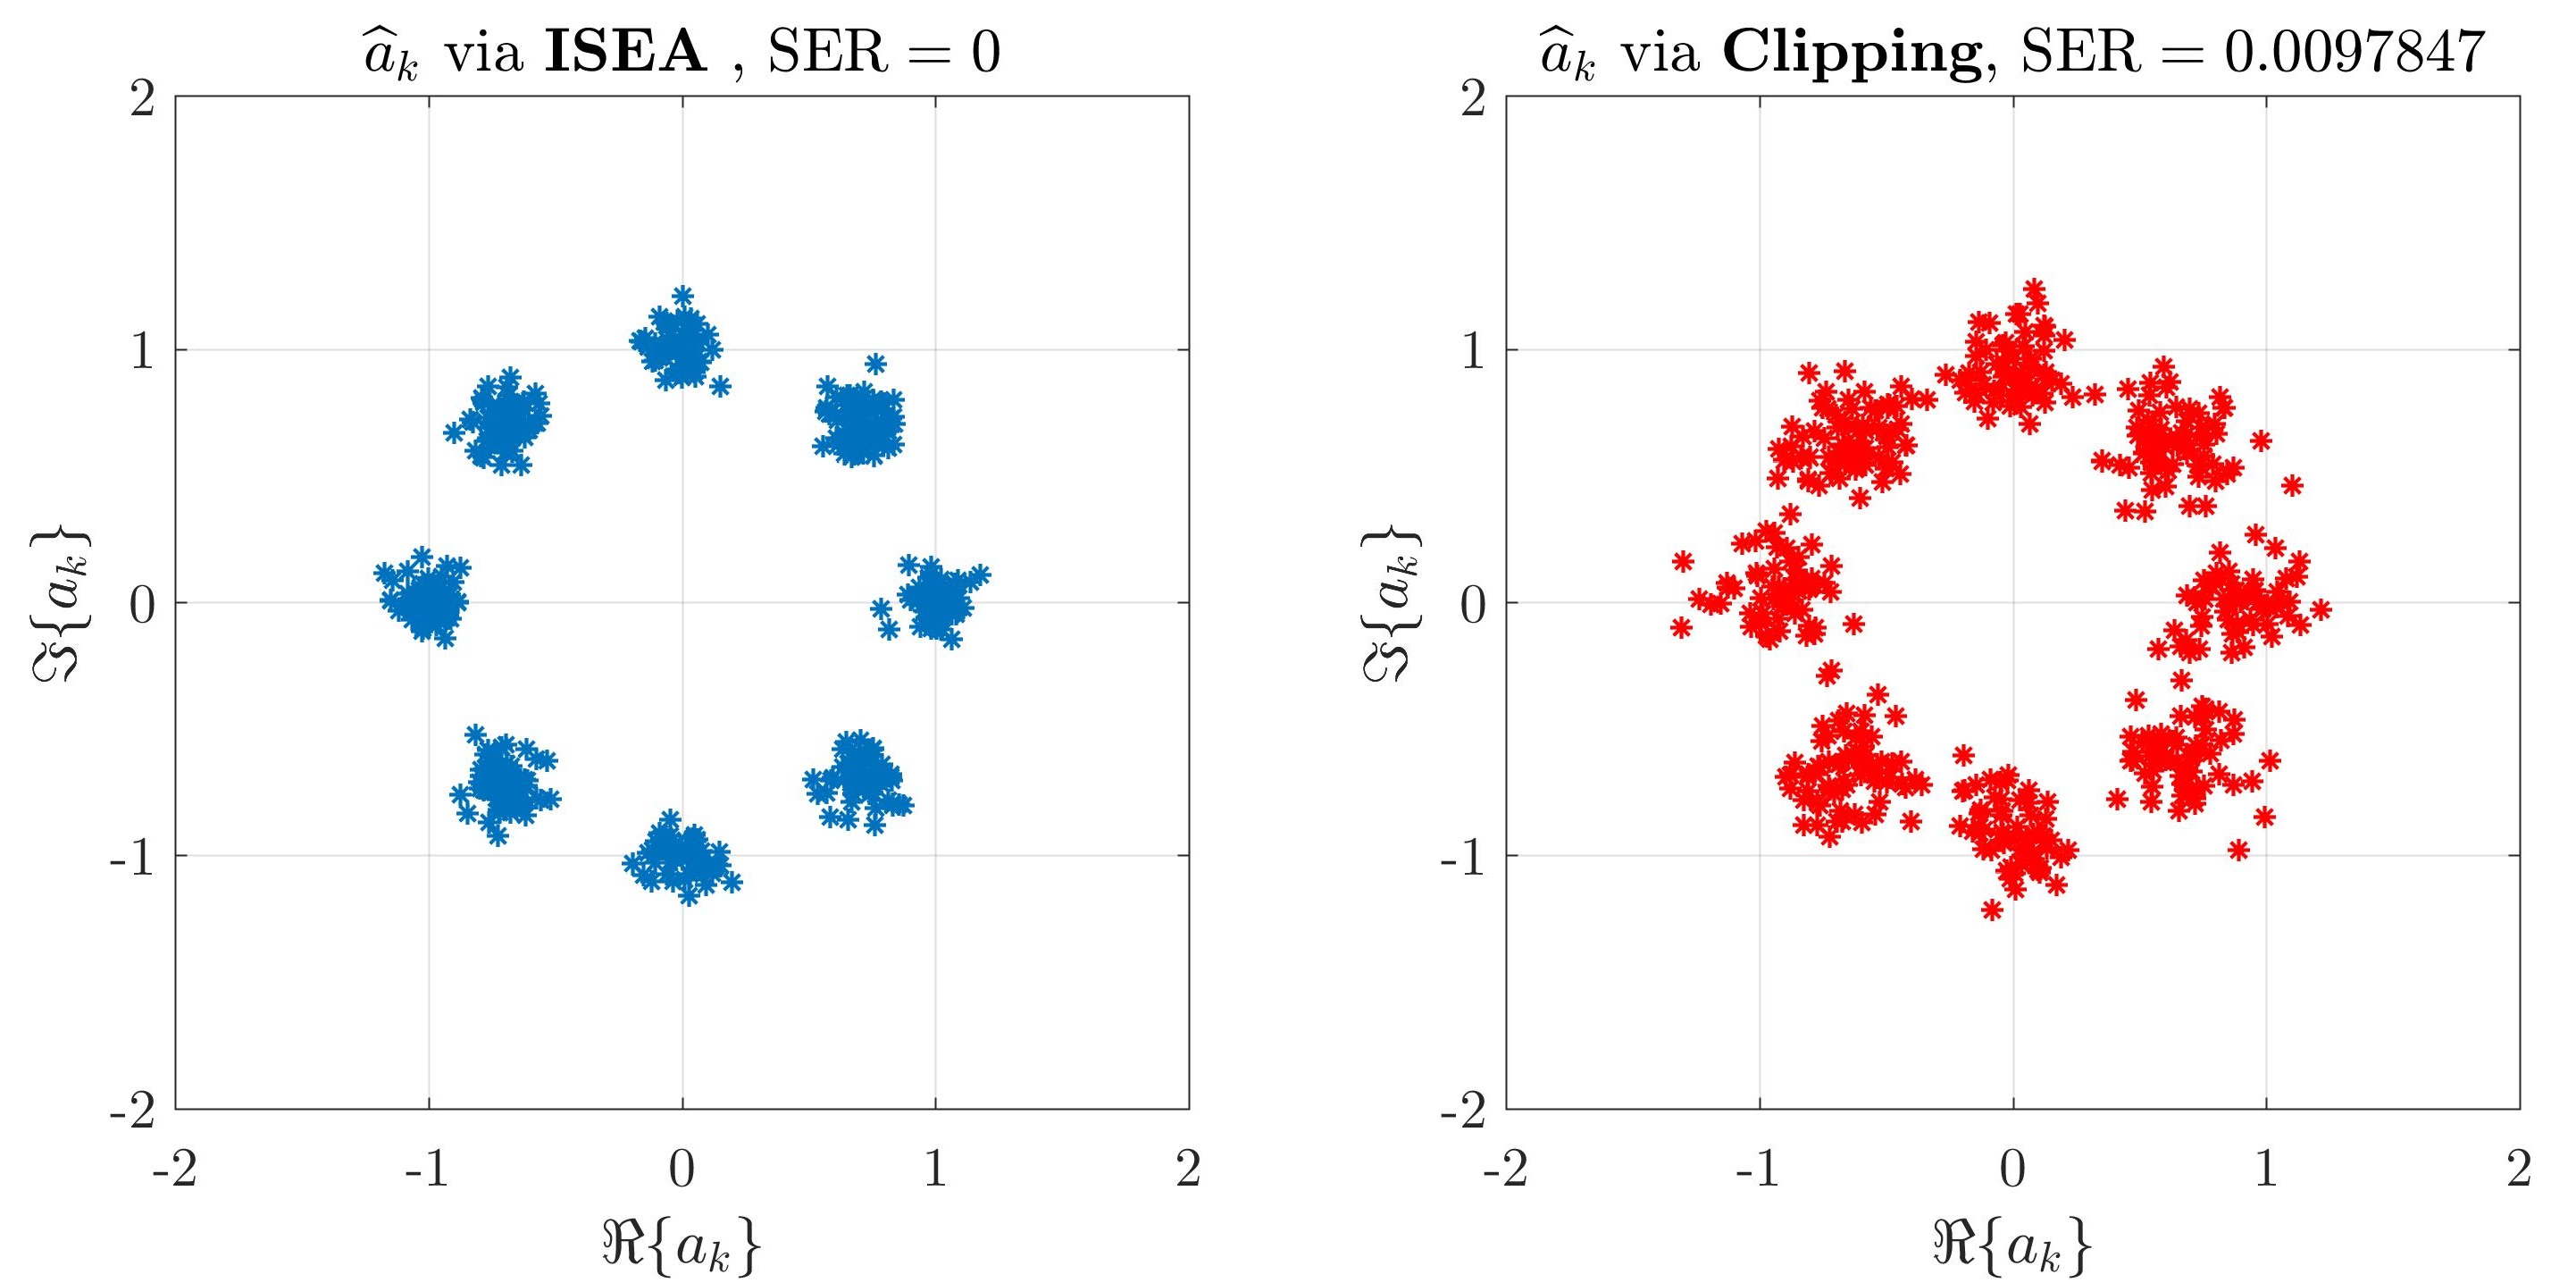 â_k via ISEA , SER = 0
2
1
0
-1
-2
-2 -1 0 1 2
ℑ{a_k}
ℜ{a_k}
â_k via Clipping, SER = 0.0097847
2
1
0
-1
-2
-2 -1 0 1 2
ℑ{a_k}
ℜ{a_k}